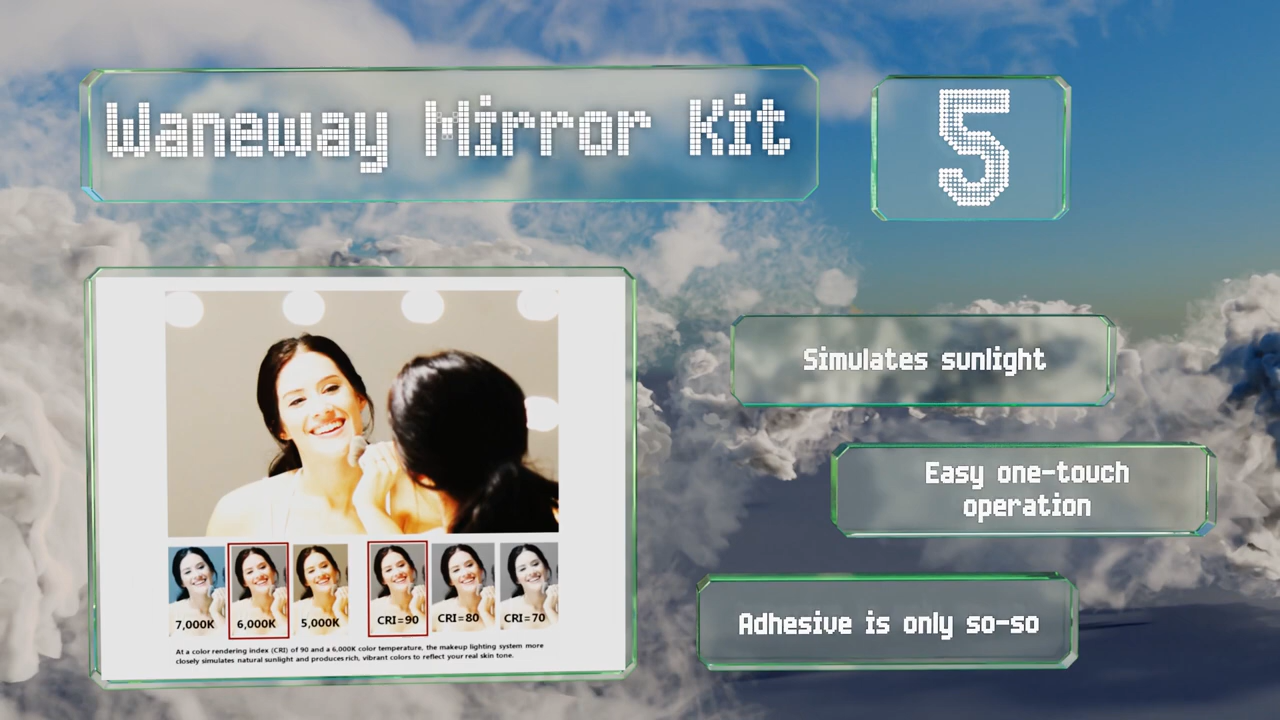 Waneway Mirror Kit
5
Simulates sunlight
Easy one-touch
operation
Adhesive is only so-so
7,000K
6,000K
5,000K
CRI=90
CRI=80
CRI=70
At a color rendering index (CRI) of 90 and a 6,000K color temperature, the makeup lighting system more
closely simulates natural sunlight and produces rich, vibrant colors to reflect your real skin tone.